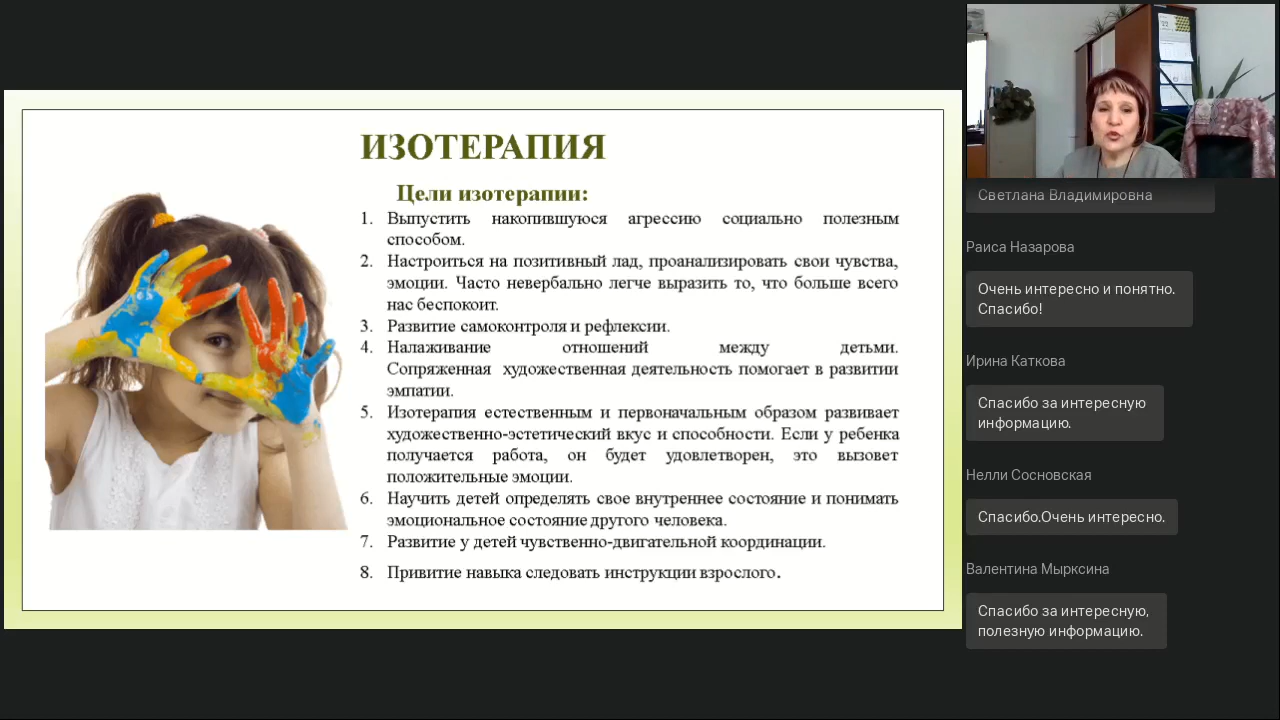 ИЗОТЕРАПИЯ
Цели изотерапии:
1. Выпустить накопившуюся агрессию социально полезным
способом.
2. Настроиться на позитивный лад, проанализировать свои чувства,
эмоции. Часто невербально легче выразить то, что больше всего
нас беспокоит.
3. Развитие самоконтроля и рефлексии.
4. Налаживание отношений между детьми.
Сопряженная художественная деятельность помогает в развитии
эмпатии.
5. Изотерапия естественным и первоначальным образом развивает
художественно-эстетический вкус и способности. Если у ребенка
получается работа, он будет удовлетворен, это вызовет
положительные эмоции.
6. Научить детей определять свое внутреннее состояние и понимать
эмоциональное состояние другого человека.
7. Развитие у детей чувственно-двигательной координации.
8. Привитие навыка следовать инструкции взрослого.
Светлана Владимировна
Раиса Назарова
Очень интересно и понятно.
Спасибо!
Ирина Каткова
Спасибо за интересную
информацию.
Нелли Сосновская
Спасибо.Очень интересно.
Валентина Мырксина
Спасибо за интересную,
полезную информацию.